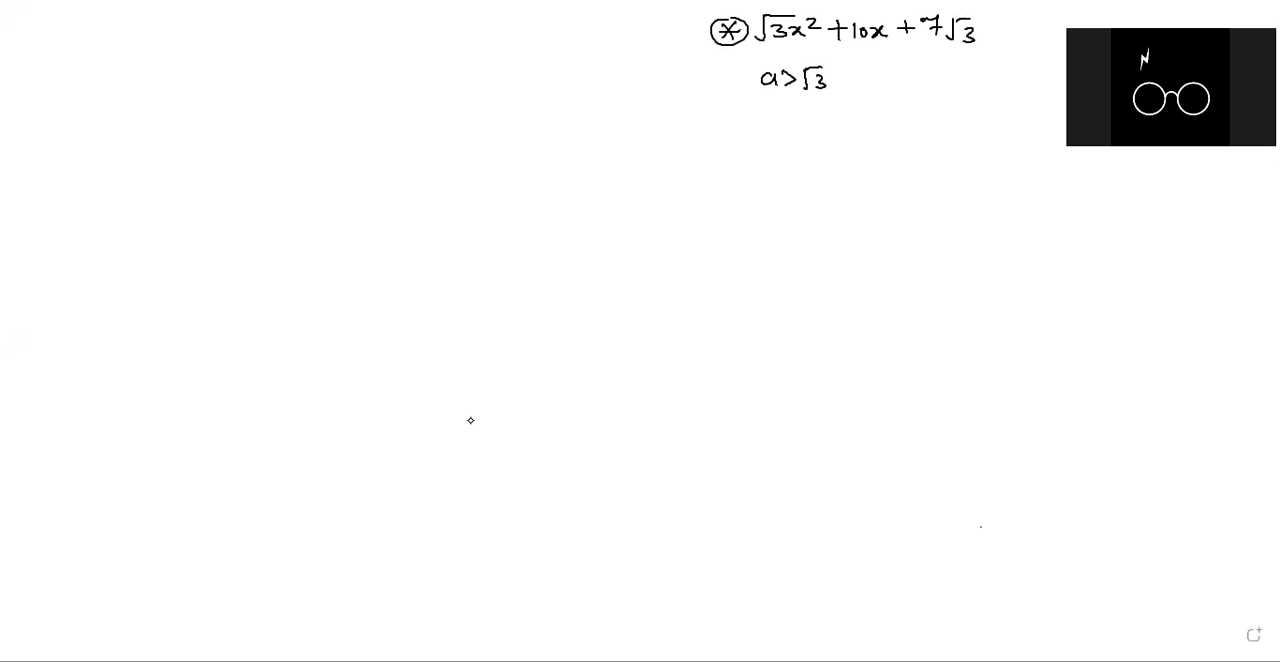 ⊛ √3x² + 10x + 7√3
a > √3